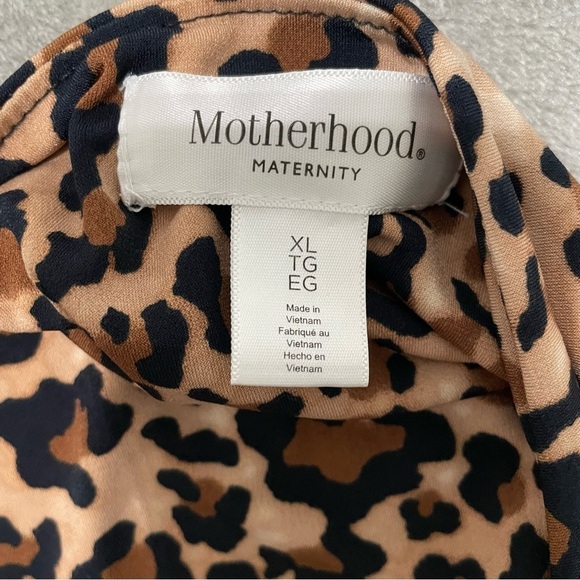 Motherhood®
MATERNITY
XL
TG
EG
Made in
Vietnam
Fabriqué au
Vietnam
Hecho en
Vietnam